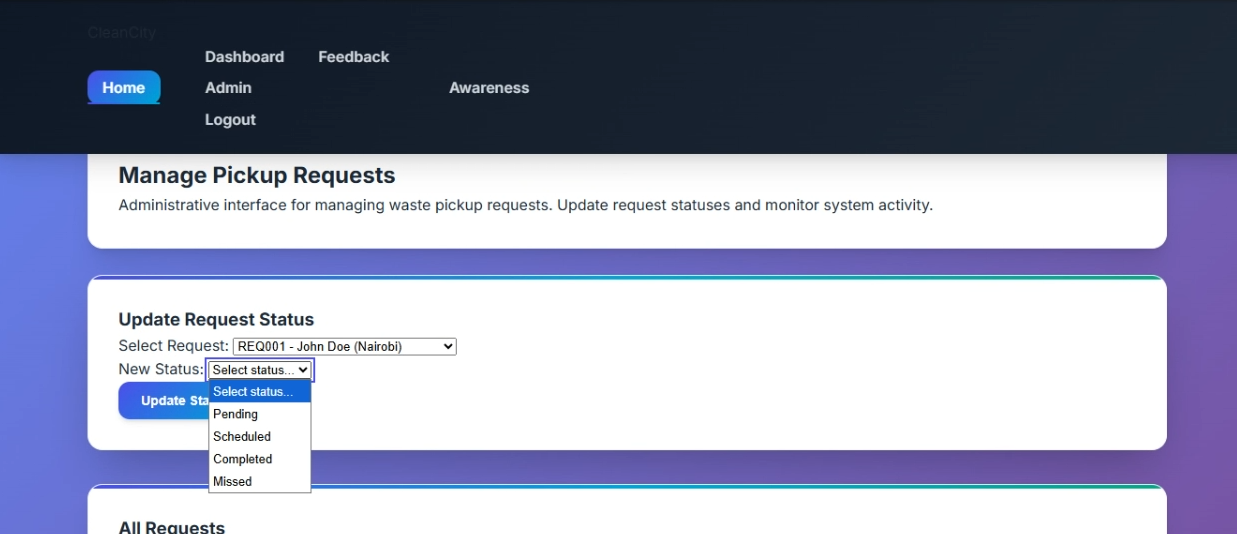 CleanCity
Dashboard Feedback
Home Admin Awareness
Logout
Manage Pickup Requests
Administrative interface for managing waste pickup requests. Update request statuses and monitor system activity.
Update Request Status
Select Request: REQ001 - John Doe (Nairobi)
New Status: Select status...
Select status...
Update Sta
Pending
Scheduled
Completed
Missed
All Requests